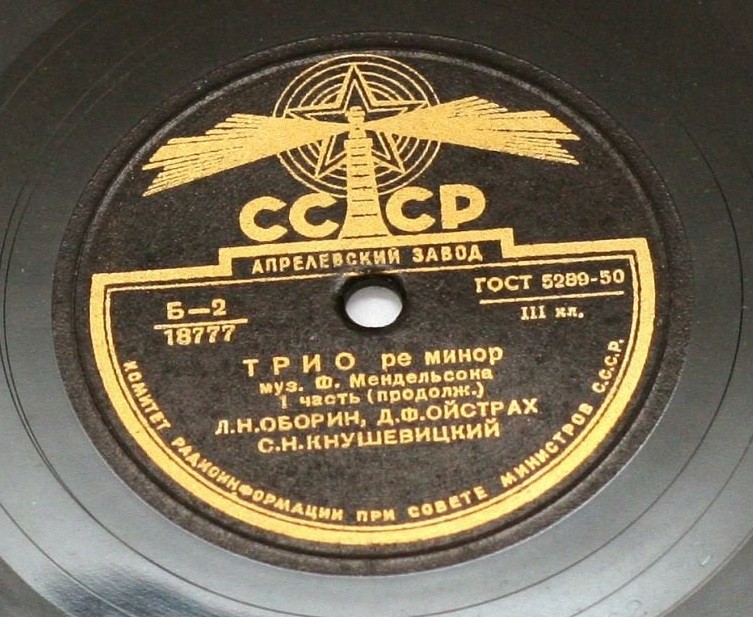 СССР
АПРЕЛЕВСКИЙ ЗАВОД
Б-2
18777
ГОСТ 5289-50
III кл.
ТРИО ре минор
муз. Ф. Мендельсона
1 часть (продолж.)
Л.Н.ОБОРИН, Д.Ф.ОЙСТРАХ
С.Н.КНУШЕВИЦКИЙ
КОМИТЕТ РАДИОИНФОРМАЦИИ ПРИ СОВЕТЕ МИНИСТРОВ С.С.С.Р.